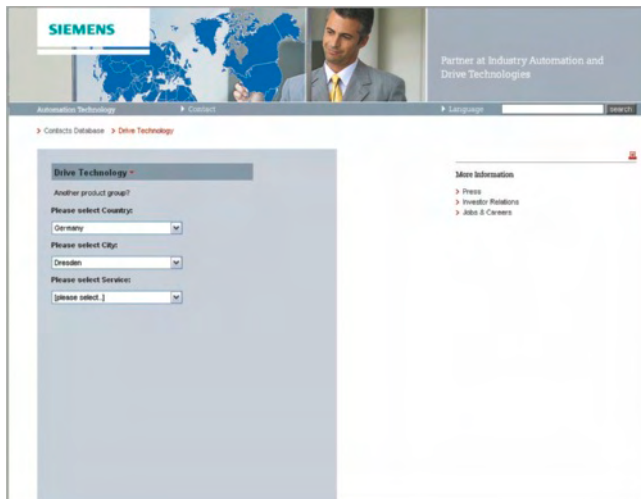 SIEMENS
Partner at Industry Automation and
Drive Technologies
Automation Technology
Contact
Language
search
Contacts Database
Drive Technology
Drive Technology
Another product group?
Please select Country:
Germany
Please select City:
Dresden
Please select Service:
[please select..]
More Information
Press
Investor Relations
Jobs & Careers